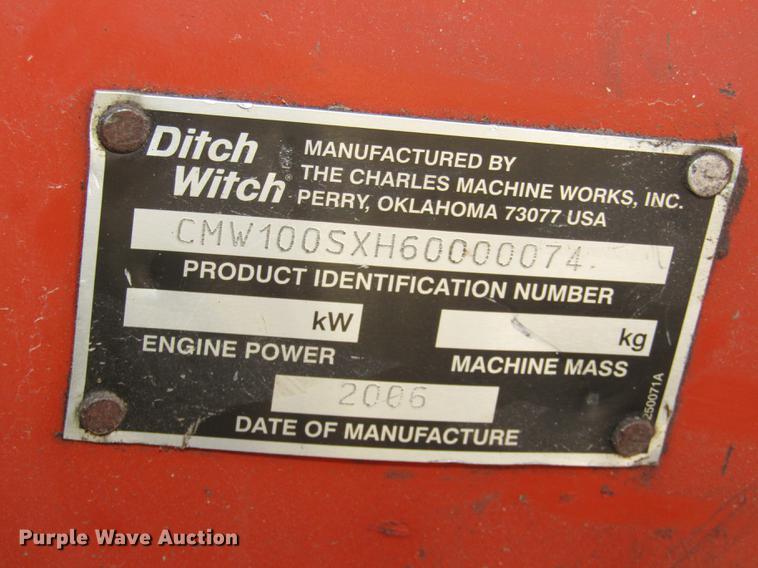 Ditch Witch®
MANUFACTURED BY
THE CHARLES MACHINE WORKS, INC.
PERRY, OKLAHOMA 73077 USA
CMW100SXH60000074
PRODUCT IDENTIFICATION NUMBER
kW
ENGINE POWER
kg
MACHINE MASS
2006
DATE OF MANUFACTURE
250071A
Purple Wave Auction